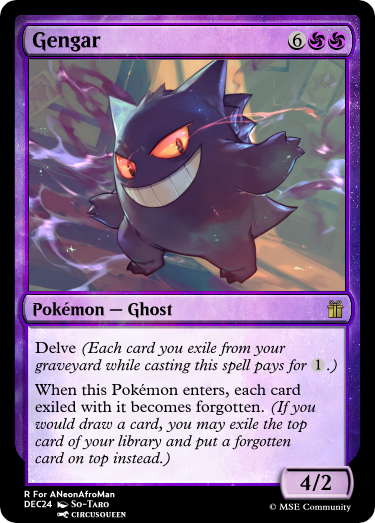 Gengar 6
Pokémon — Ghost
Delve (Each card you exile from your
graveyard while casting this spell pays for 1.)
When this Pokémon enters, each card
exiled with it becomes forgotten. (If you
would draw a card, you may exile the top
card of your library and put a forgotten
card on top instead.)
4/2
R For ANeonAfroMan
DEC24 So-Taro
CIRCUSQUEEN
© MSE Community